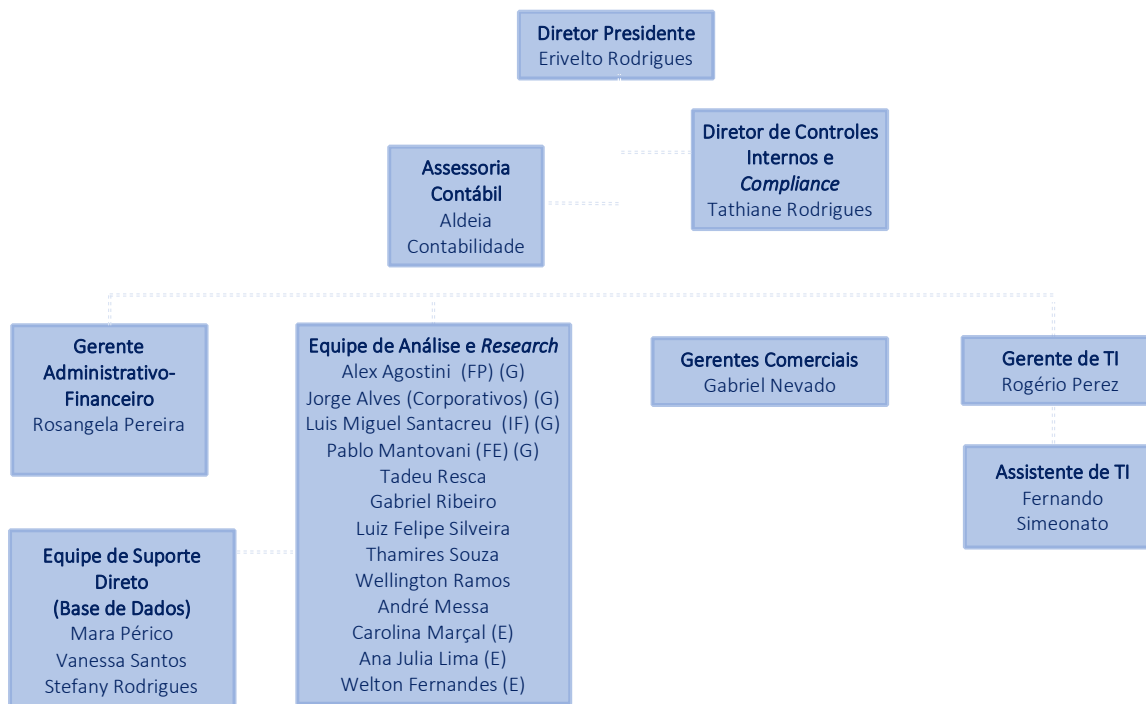 Diretor Presidente
Erivelto Rodrigues
Diretor de Controles
Internos e
Compliance
Tathiane Rodrigues
Assessoria
Contábil
Aldeia
Contabilidade
Gerente
Administrativo-
Financeiro
Rosangela Pereira
Equipe de Análise e Research
Alex Agostini (FP) (G)
Jorge Alves (Corporativos) (G)
Luis Miguel Santacreu (IF) (G)
Pablo Mantovani (FE) (G)
Tadeu Resca
Gabriel Ribeiro
Luiz Felipe Silveira
Thamires Souza
Wellington Ramos
André Messa
Carolina Marçal (E)
Ana Julia Lima (E)
Welton Fernandes (E)
Gerentes Comerciais
Gabriel Nevado
Gerente de TI
Rogério Perez
Assistente de TI
Fernando
Simeonato
Equipe de Suporte
Direto
(Base de Dados)
Mara Périco
Vanessa Santos
Stefany Rodrigues